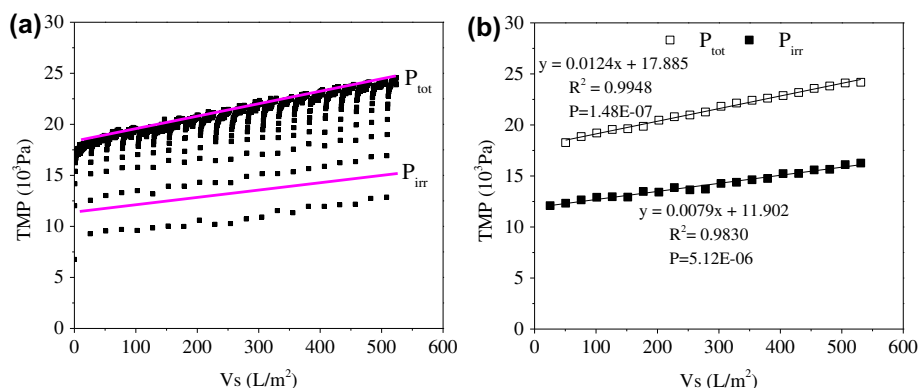 (a)
30
25
20
15
10
5
0
TMP (10³Pa)
P_tot
P_irr
0 100 200 300 400 500 600
Vs (L/m²)
(b)
30
25
20
15
10
5
0
TMP (10³Pa)
P_tot P_irr
y = 0.0124x + 17.885
R² = 0.9948
P=1.48E-07
y = 0.0079x + 11.902
R²= 0.9830
P=5.12E-06
0 100 200 300 400 500 600
Vs (L/m²)